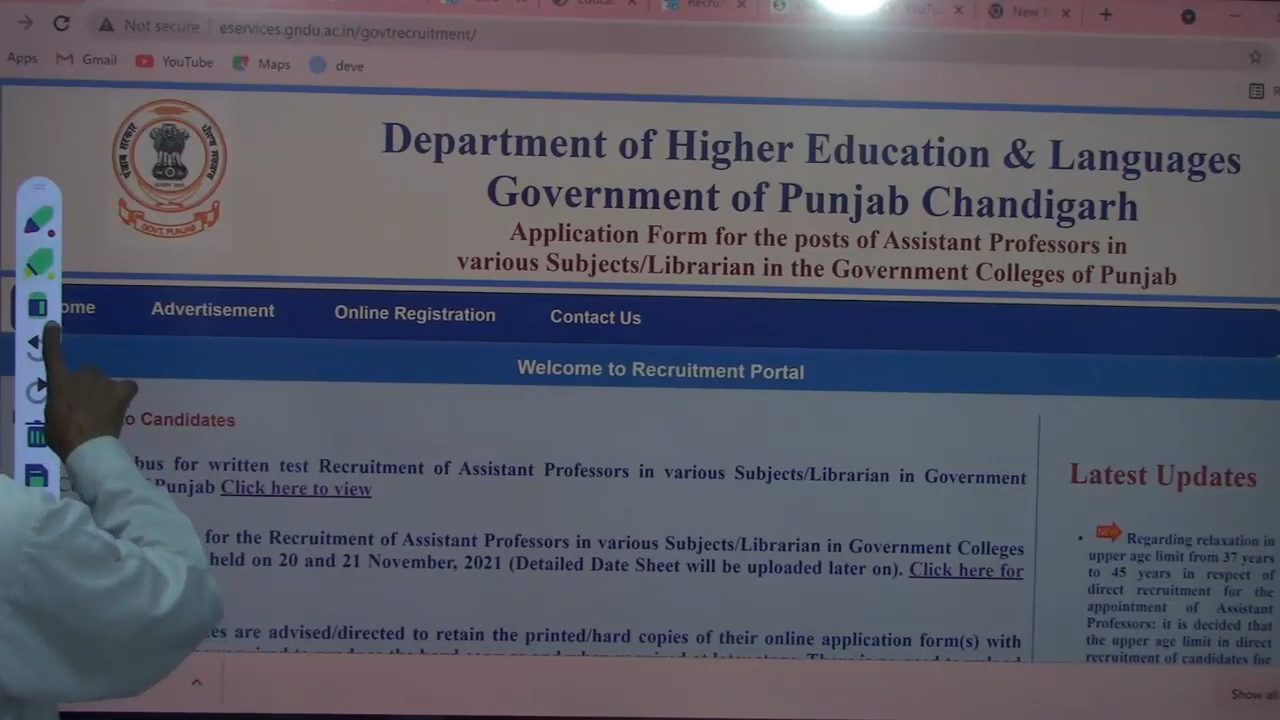 Not secure eservices.gndu.ac.in/govtrecruitment/
Apps Gmail YouTube Maps deve
ਪੰਜਾਬ ਸਰਕਾਰ
GOVT. PUNJAB
Department of Higher Education & Languages
Government of Punjab Chandigarh
Application Form for the posts of Assistant Professors in
various Subjects/Librarian in the Government Colleges of Punjab
Advertisement Online Registration Contact Us
Welcome to Recruitment Portal
Candidates
for written test Recruitment of Assistant Professors in various Subjects/Librarian in Government
Punjab Click here to view
for the Recruitment of Assistant Professors in various Subjects/Librarian in Government Colleges
held on 20 and 21 November, 2021 (Detailed Date Sheet will be uploaded later on). Click here for
are advised/directed to retain the printed/hard copies of their online application form(s) with
Latest Updates
NEW Regarding relaxation in
upper age limit from 37 years
to 45 years in respect of
direct recruitment for the
appointment of Assistant
Professors: it is decided that
the upper age limit in direct
recruitment of candidates for
Show all